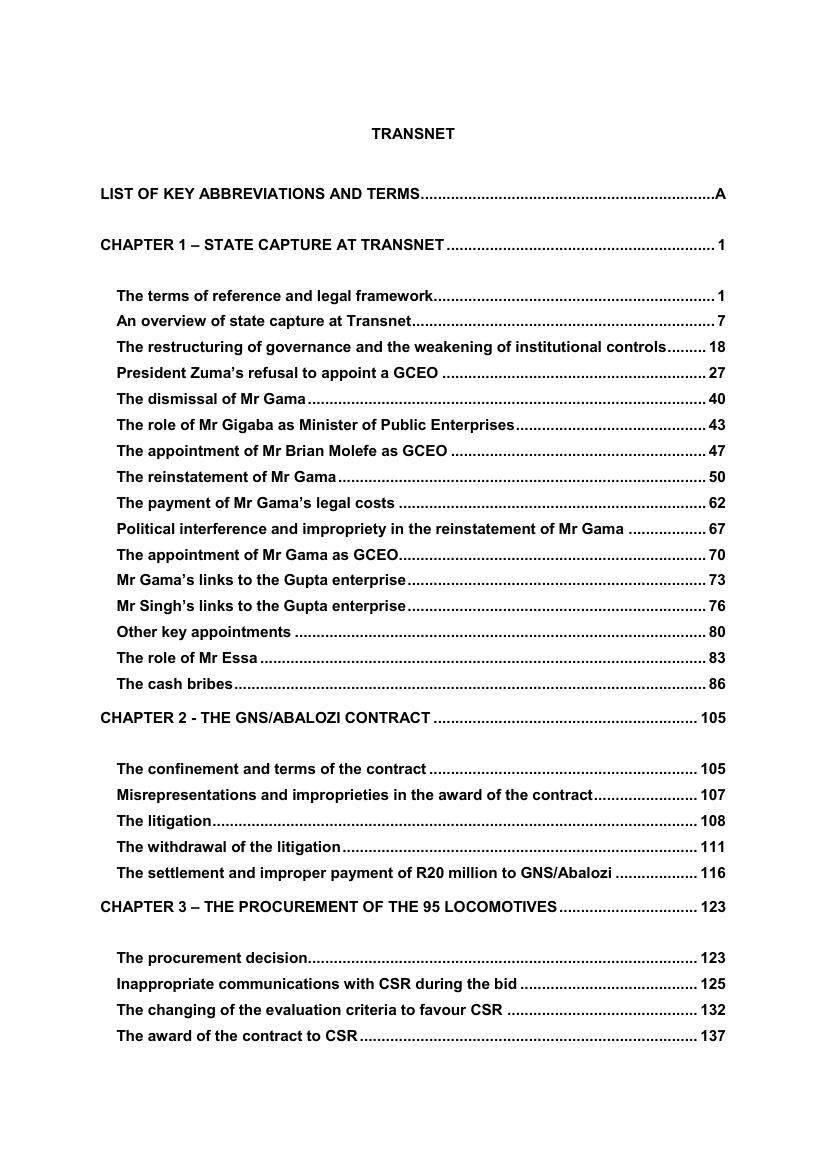 TRANSNET
LIST OF KEY ABBREVIATIONS AND TERMS.....................................................................A
CHAPTER 1 – STATE CAPTURE AT TRANSNET ............................................................... 1
The terms of reference and legal framework.................................................................. 1
An overview of state capture at Transnet....................................................................... 7
The restructuring of governance and the weakening of institutional controls......... 18
President Zuma’s refusal to appoint a GCEO .............................................................. 27
The dismissal of Mr Gama .............................................................................................. 40
The role of Mr Gigaba as Minister of Public Enterprises............................................. 43
The appointment of Mr Brian Molefe as GCEO ............................................................ 47
The reinstatement of Mr Gama ....................................................................................... 50
The payment of Mr Gama’s legal costs ........................................................................ 62
Political interference and impropriety in the reinstatement of Mr Gama .................. 67
The appointment of Mr Gama as GCEO........................................................................ 70
Mr Gama’s links to the Gupta enterprise ...................................................................... 73
Mr Singh’s links to the Gupta enterprise ...................................................................... 76
Other key appointments ................................................................................................ 80
The role of Mr Essa ........................................................................................................ 83
The cash bribes.............................................................................................................. 86
CHAPTER 2 - THE GNS/ABALOZI CONTRACT .............................................................. 105
The confinement and terms of the contract ............................................................... 105
Misrepresentations and improprieties in the award of the contract........................ 107
The litigation................................................................................................................. 108
The withdrawal of the litigation ................................................................................... 111
The settlement and improper payment of R20 million to GNS/Abalozi ................... 116
CHAPTER 3 – THE PROCUREMENT OF THE 95 LOCOMOTIVES ................................ 123
The procurement decision........................................................................................... 123
Inappropriate communications with CSR during the bid .......................................... 125
The changing of the evaluation criteria to favour CSR ............................................. 132
The award of the contract to CSR ............................................................................... 137